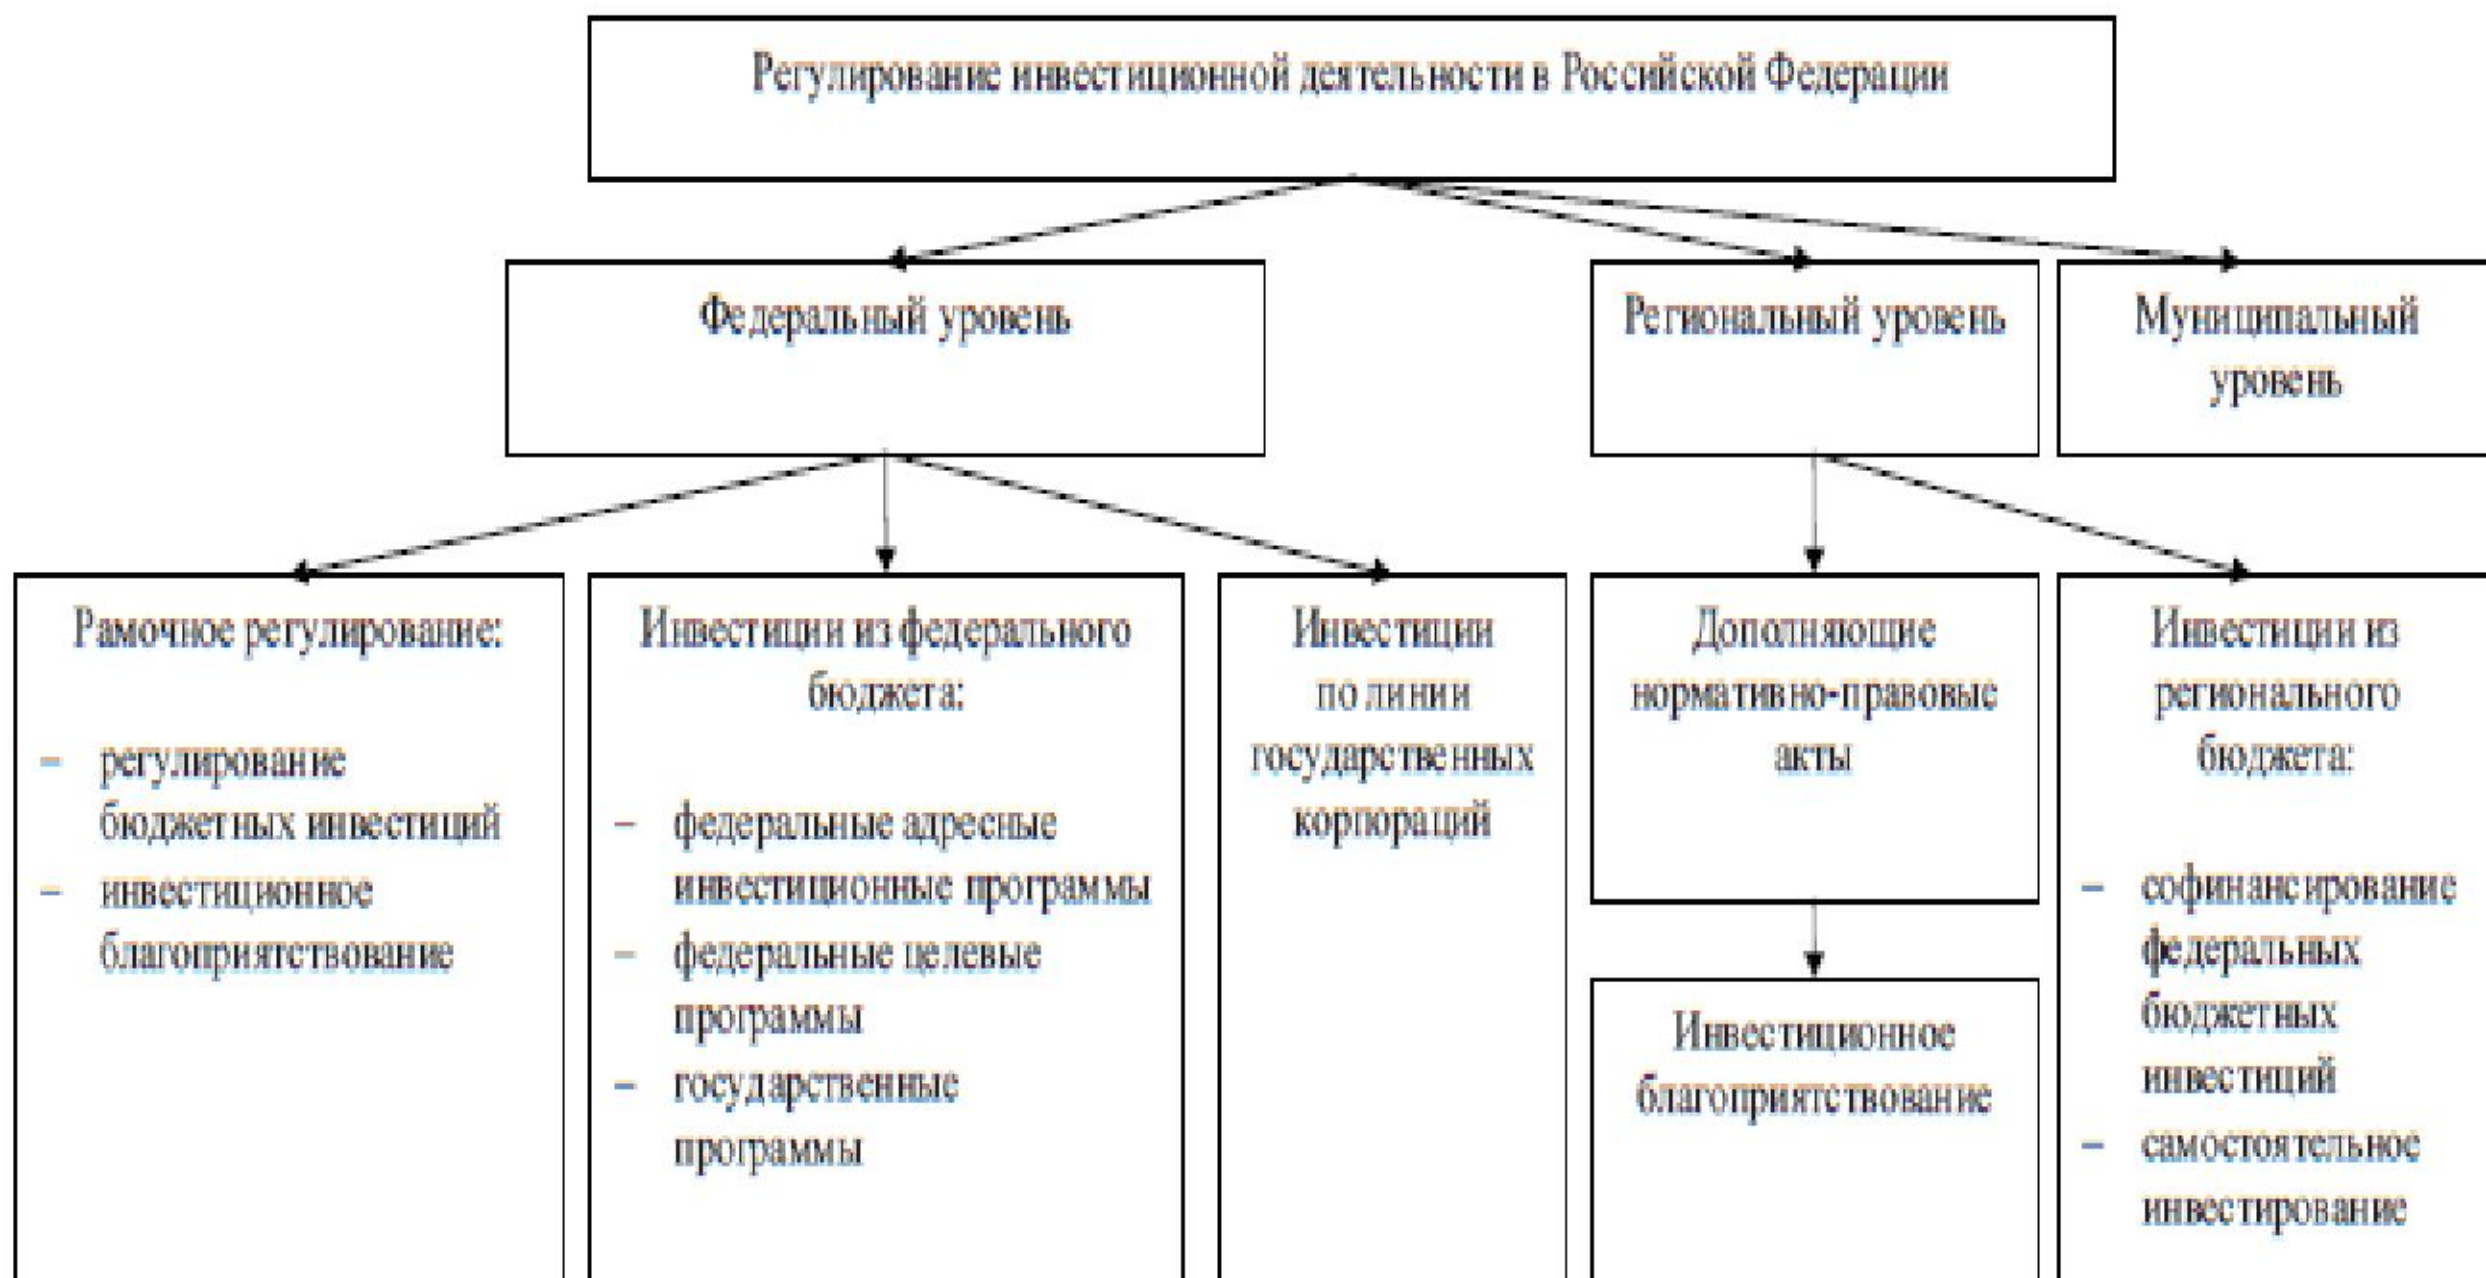 Регулирование инвестиционной деятельности в Российской Федерации
Федеральный уровень
Региональный уровень
Муниципальный
уровень
Рамочное регулирование:
– регулирование
бюджетных инвестиций
– инвестиционное
благоприятствование
Инвестиции из федерального
бюджета:
– федеральные адресные
инвестиционные программы
– федеральные целевые
программы
– государственные
программы
Инвестиции
по линии
государственных
корпораций
Дополняющие
нормативно-правовые
акты
Инвестиционное
благоприятствование
Инвестиции из
регионального
бюджета:
– софинансирование
федеральных
бюджетных
инвестиций
– самостоятельное
инвестирование